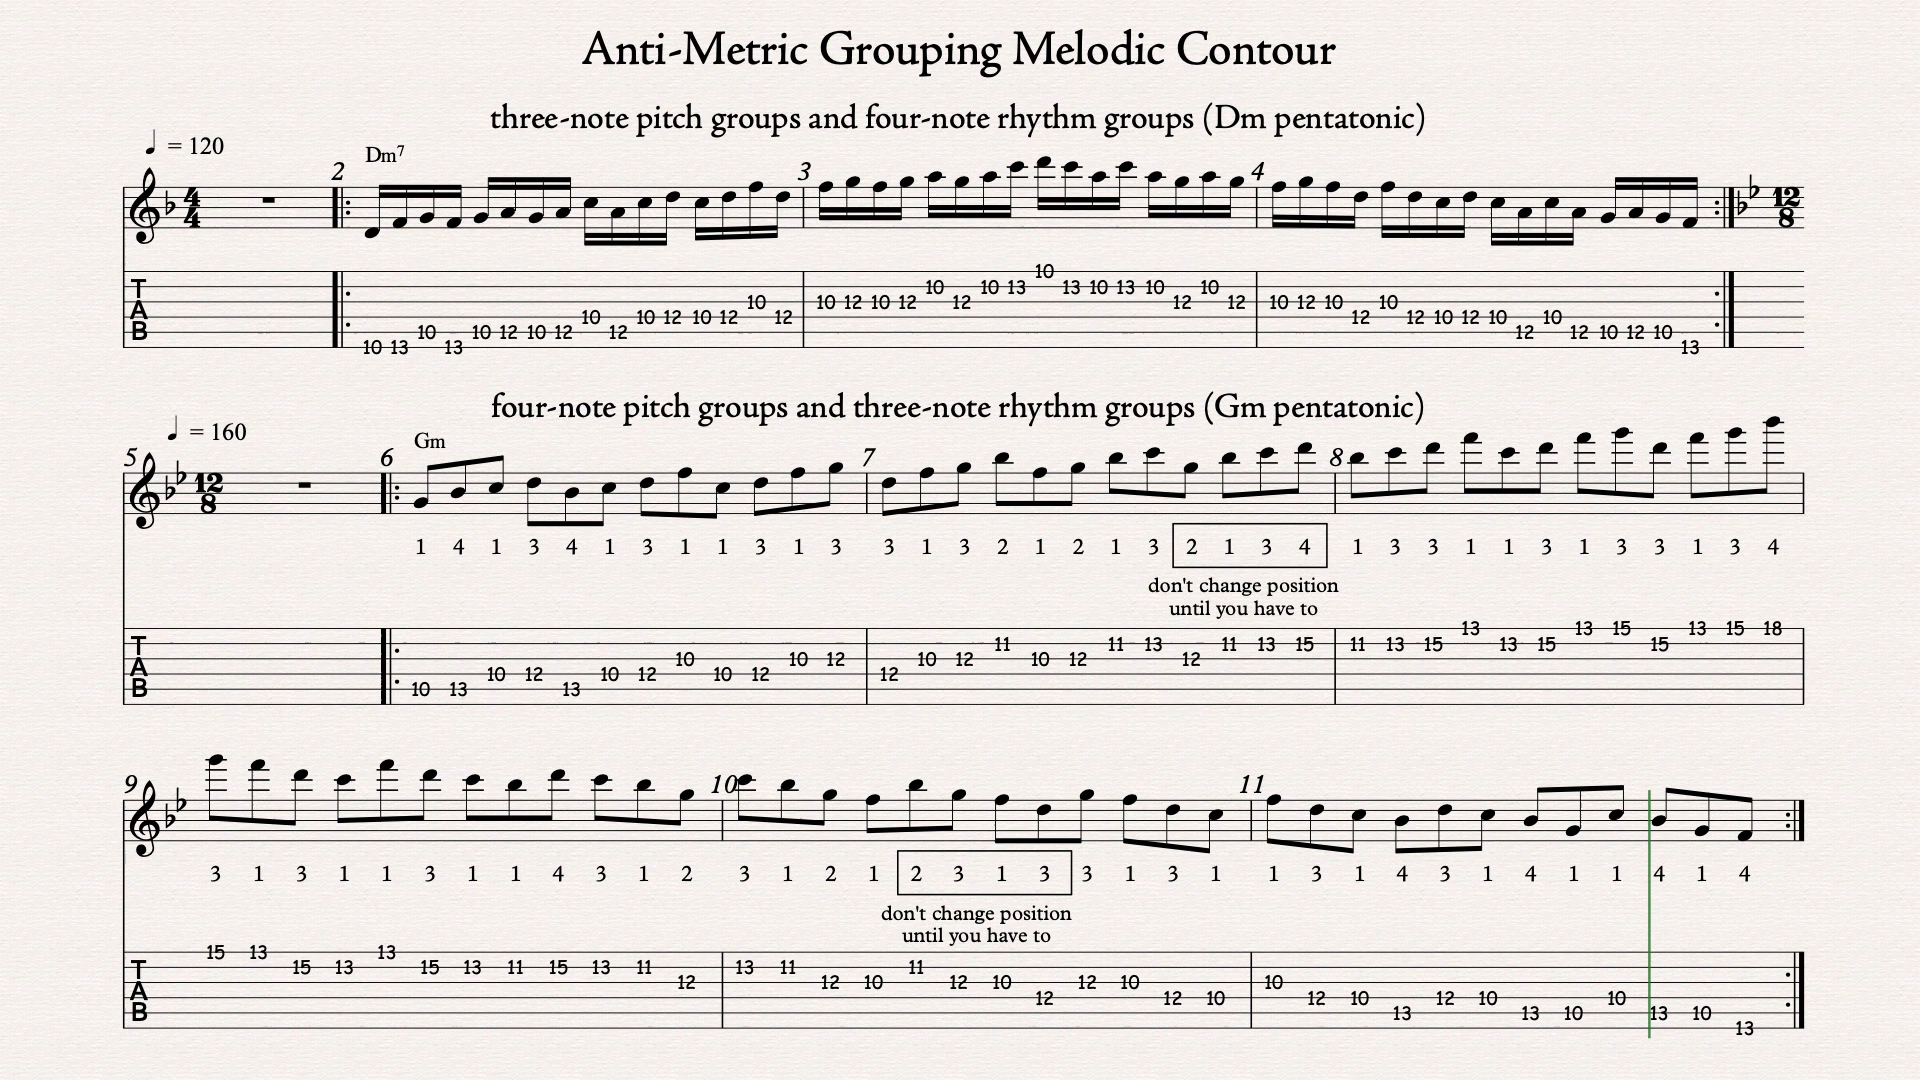 Anti-Metric Grouping Melodic Contour
three-note pitch groups and four-note rhythm groups (Dm pentatonic)
♩ = 120
2 Dm7 3 4
4 4
12 8
T A B
10 13 10 13 10 12 10 12 10 12 10 12 10 12 10 12
10 12 10 12 10 12 10 13 10 13 10 13 10 12 10 12
10 12 10 12 10 12 10 12 10 12 10 12 10 12 10 13
four-note pitch groups and three-note rhythm groups (Gm pentatonic)
♩ = 160
5 6 Gm 7 8
12 8
1 4 1 3 4 1 3 1 1 3 1 3 3 1 3 2 1 2 1 3 2 1 3 4 1 3 3 1 1 3 1 3 3 1 3 4
don't change position
until you have to
T A B
10 13 10 12 13 10 12 10 10 12 10 12
12 10 12 11 10 12 11 13 12 11 13 15
11 13 15 13 13 15 13 15 15 13 15 18
9 10 11
3 1 3 1 1 3 1 1 4 3 1 2 3 1 2 1 2 3 1 3 3 1 3 1 1 3 1 4 3 1 4 1 1 4 1 4
don't change position
until you have to
T A B
15 13 15 13 13 15 13 11 15 13 11 12
13 11 12 10 11 12 10 12 12 10 12 10
10 12 10 13 12 10 13 10 10 13 10 13